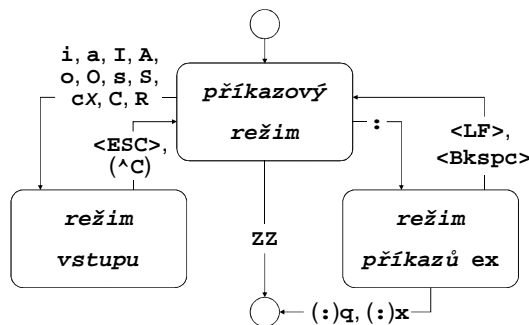 i, a, I, A,
o, O, s, S,
cX, C, R
příkazový
režim
:
<LF>,
<Bkspc>
<ESC>,
(^C)
režim
vstupu
ZZ
režim
příkazů ex
(:)q, (:)x